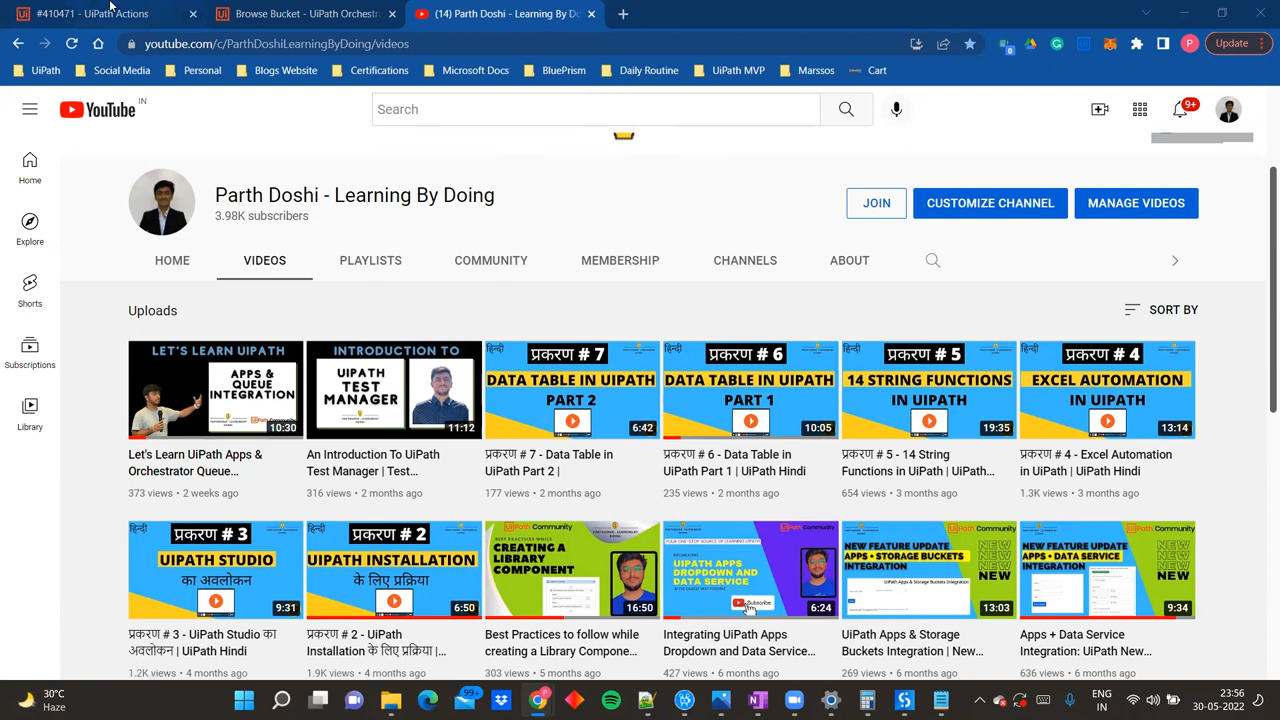 #410471 - UiPath Actions
Browse Bucket - UiPath Orchestr
(14) Parth Doshi - Learning By Do
youtube.com/c/ParthDoshiLearningByDoing/videos
Update
UiPath
Social Media
Personal
Blogs Website
Certifications
Microsoft Docs
BluePrism
Daily Routine
UiPath MVP
Marssos
Cart
YouTube
IN
Search
9+
Home
Explore
Shorts
Subscriptions
Library
Parth Doshi - Learning By Doing
3.98K subscribers
JOIN
CUSTOMIZE CHANNEL
MANAGE VIDEOS
HOME
VIDEOS
PLAYLISTS
COMMUNITY
MEMBERSHIP
CHANNELS
ABOUT
Uploads
SORT BY
LET'S LEARN UIPATH
APPS &
QUEUE
INTEGRATION
10:30
Let's Learn UiPath Apps &
Orchestrator Queue…
373 views • 2 weeks ago
INTRODUCTION TO
UIPATH
TEST
MANAGER
11:12
An Introduction To UiPath
Test Manager | Test…
316 views • 2 months ago
हिन्दी
प्रकरण # 7
DATA TABLE IN UIPATH
PART 2
6:42
प्रकरण # 7 - Data Table in
UiPath Part 2 |
177 views • 2 months ago
हिन्दी
प्रकरण # 6
DATA TABLE IN UIPATH
PART 1
10:05
प्रकरण # 6 - Data Table in
UiPath Part 1 | UiPath Hindi
235 views • 2 months ago
हिन्दी
प्रकरण # 5
14 STRING FUNCTIONS
IN UIPATH
19:35
प्रकरण # 5 - 14 String
Functions in UiPath | UiPath…
654 views • 3 months ago
हिन्दी
प्रकरण # 4
EXCEL AUTOMATION
IN UIPATH
13:14
प्रकरण # 4 - Excel Automation
in UiPath | UiPath Hindi
1.3K views • 3 months ago
हिन्दी
प्रकरण # 3
UIPATH STUDIO
का अवलोकन
9:31
प्रकरण # 3 - UiPath Studio का
अवलोकन | UiPath Hindi
1.2K views • 4 months ago
हिन्दी
प्रकरण # 2
UIPATH INSTALLATION
के लिए प्रक्रिया
6:50
प्रकरण # 2 - UiPath
Installation के लिए प्रक्रिया |…
1.9K views • 4 months ago
UiPath Community
BEST PRACTICES WHILE
CREATING A
LIBRARY
COMPONENT
16:50
Best Practices to follow while
creating a Library Compone…
303 views • 5 months ago
YOUR ONE STOP SOURCE OF LEARNING UIPATH
UiPath Community
INTEGRATING
UIPATH APPS
DROPDOWN AND
DATA SERVICE
Subscribe
6:24
Integrating UiPath Apps
Dropdown and Data Service…
427 views • 6 months ago
UiPath Community
NEW FEATURE UPDATE
APPS + STORAGE BUCKETS
INTEGRATION
NEW
NEW
NEW
13:03
UiPath Apps & Storage
Buckets Integration | New…
269 views • 6 months ago
UiPath Community
NEW FEATURE UPDATE
APPS + DATA SERVICE
INTEGRATION
NEW
NEW
NEW
9:34
Apps + Data Service
Integration: UiPath New…
636 views • 6 months ago
30°C
Haze
99+
ENG
IN
23:56
30-05-2022